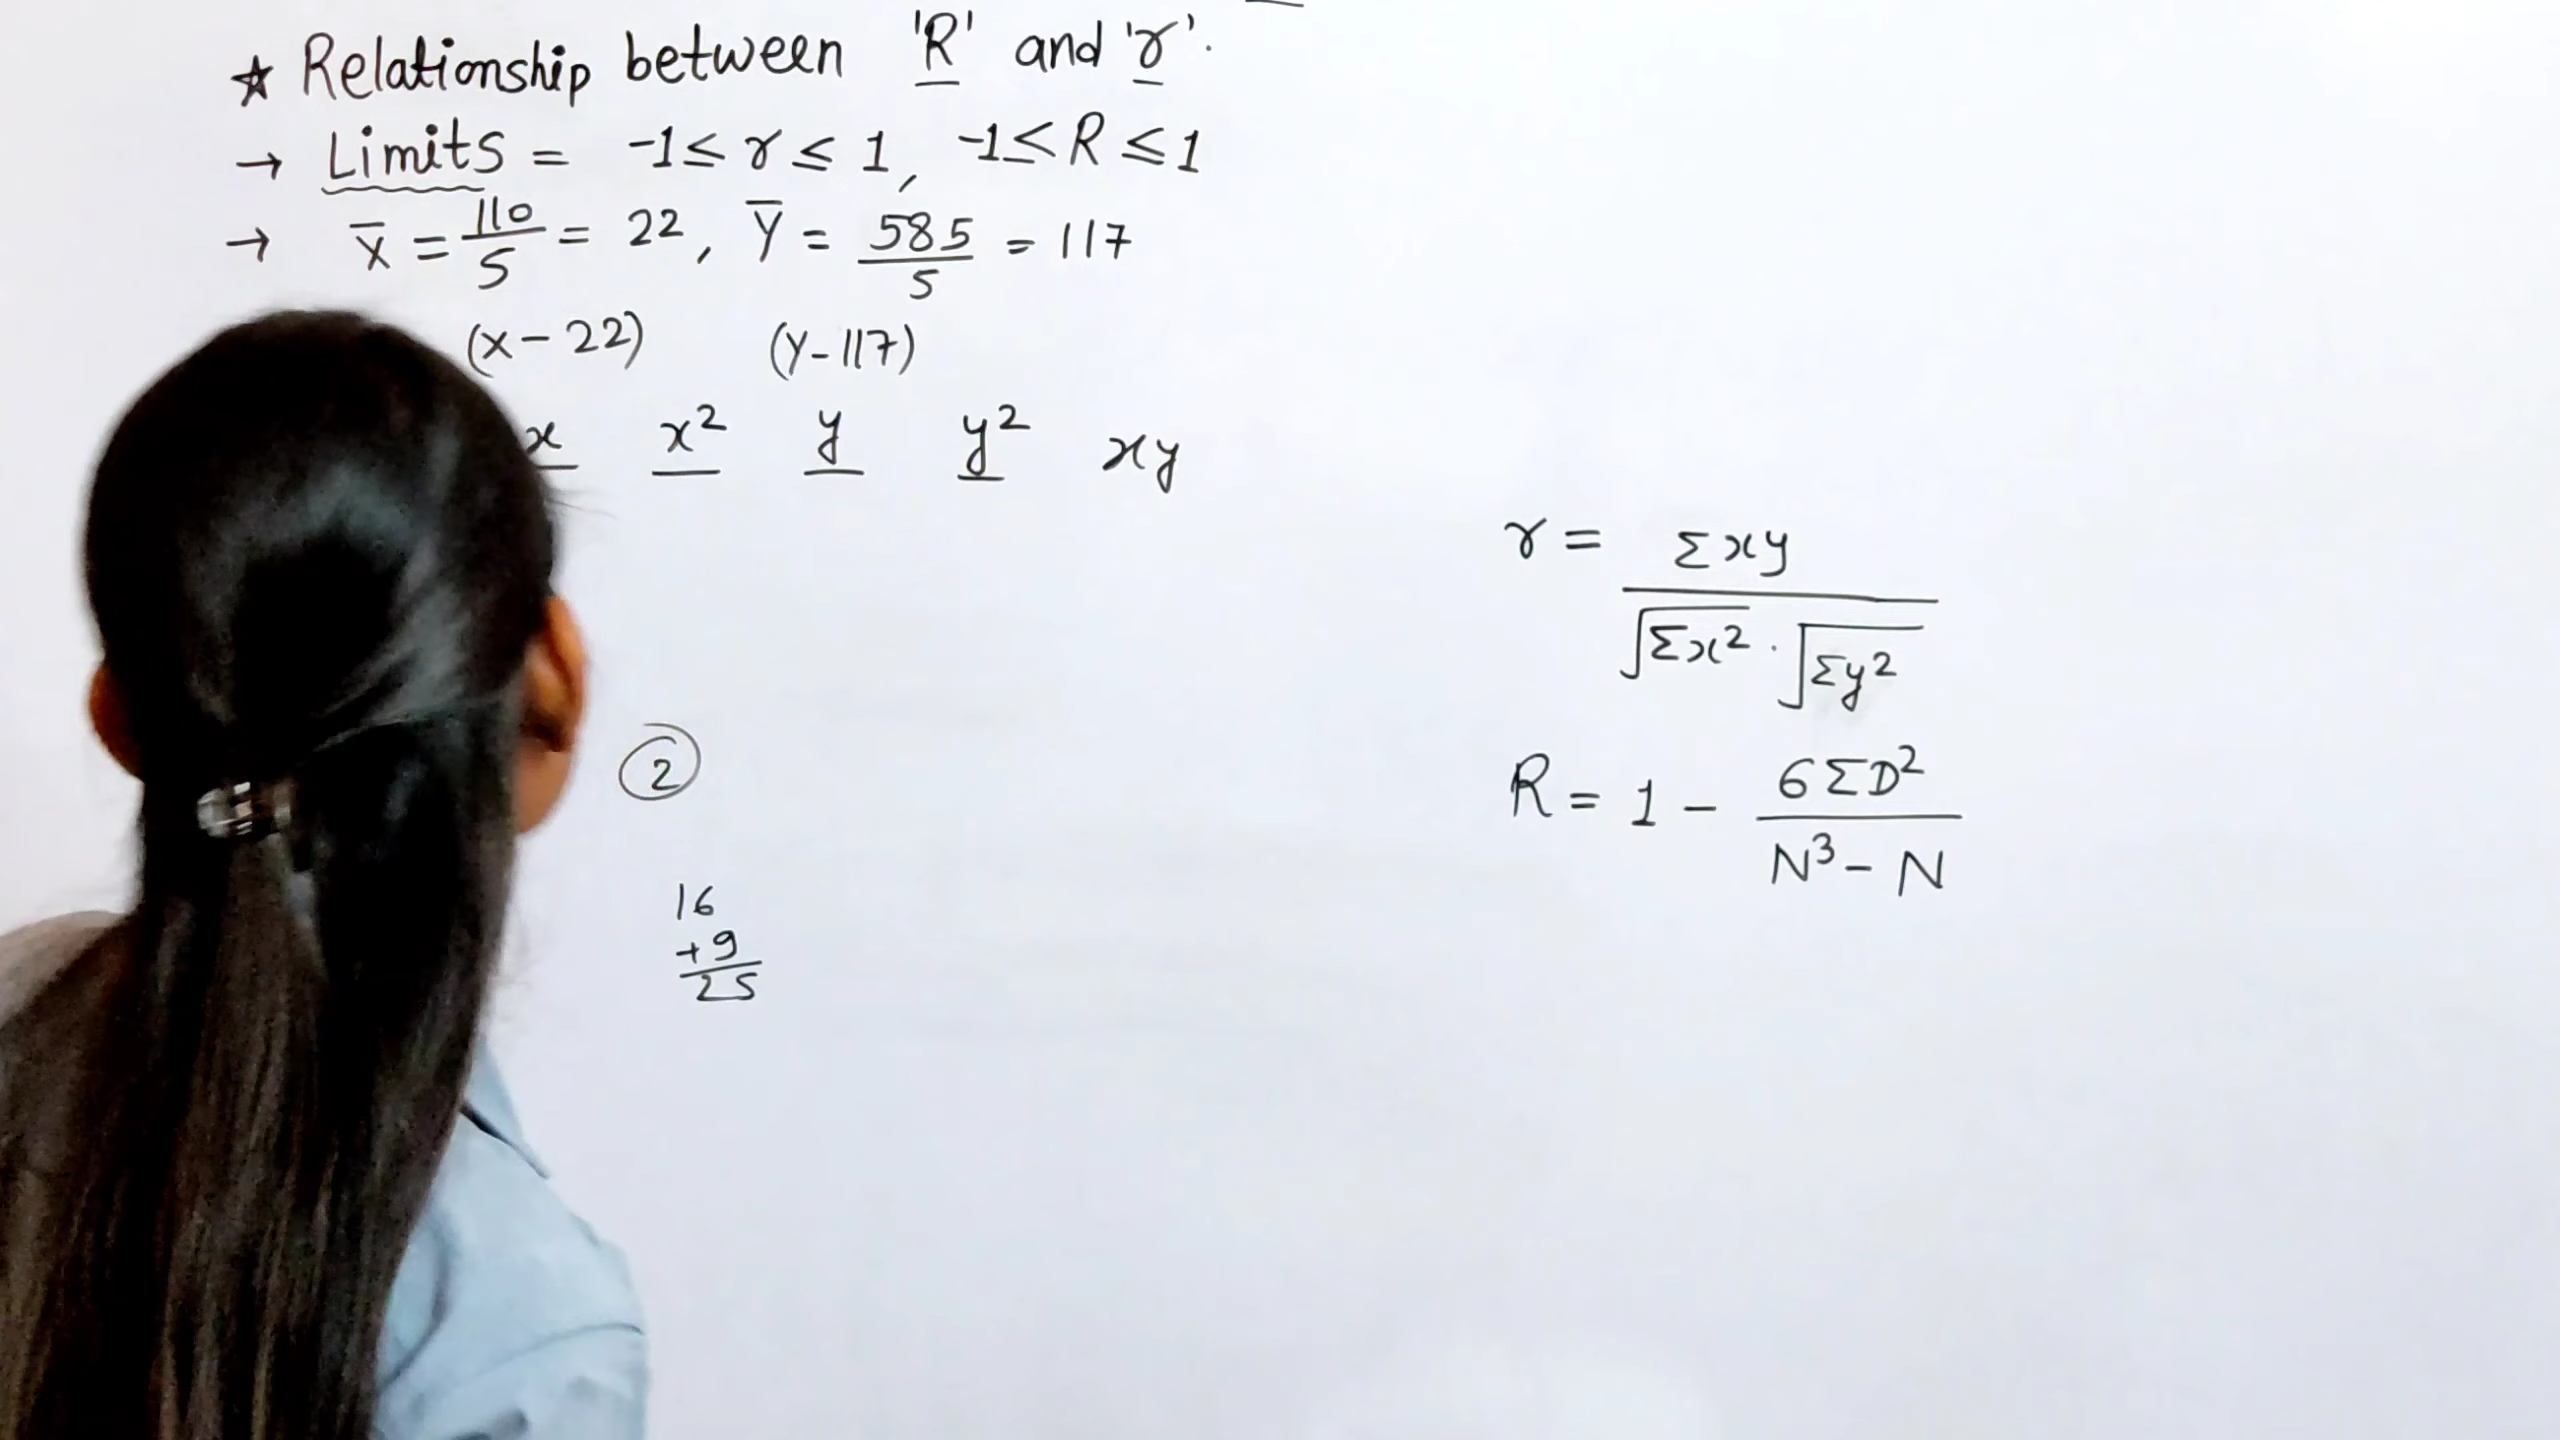 ★ Relationship between 'R' and 'r'.
→ Limits = -1 ≤ r ≤ 1, -1 ≤ R ≤ 1
→ X̅ = 110/5 = 22, Y̅ = 585/5 = 117
(x - 22) (Y - 117)
x x² y y² xy
r = Σxy / √Σx² · √Σy²
2
R = 1 - 6ΣD² / N³ - N
16
+9
25